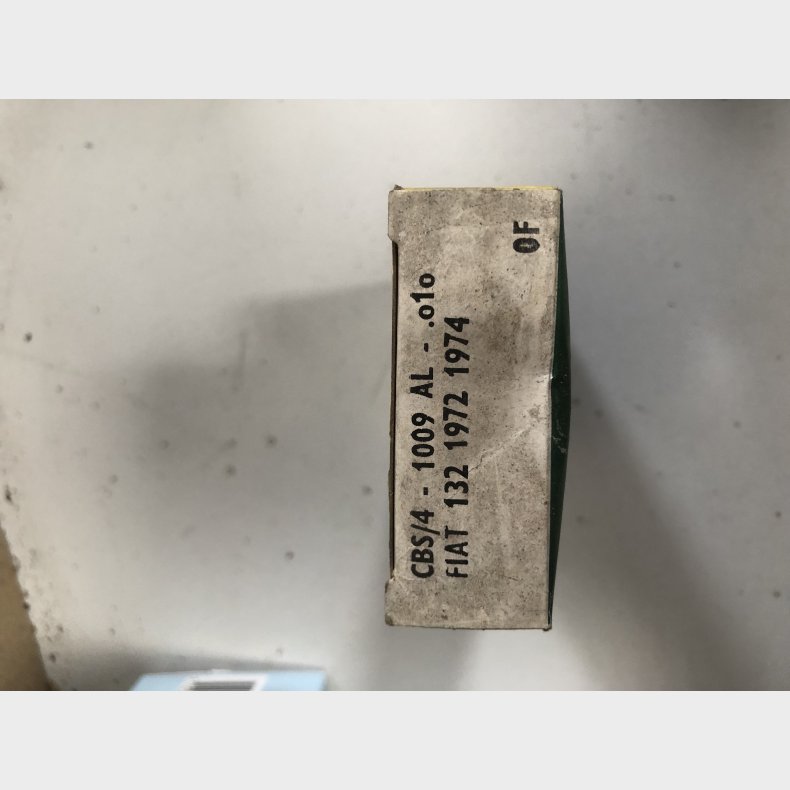 CBS/4 - 1009 AL - .010
FIAT 132 1972 1974
0F